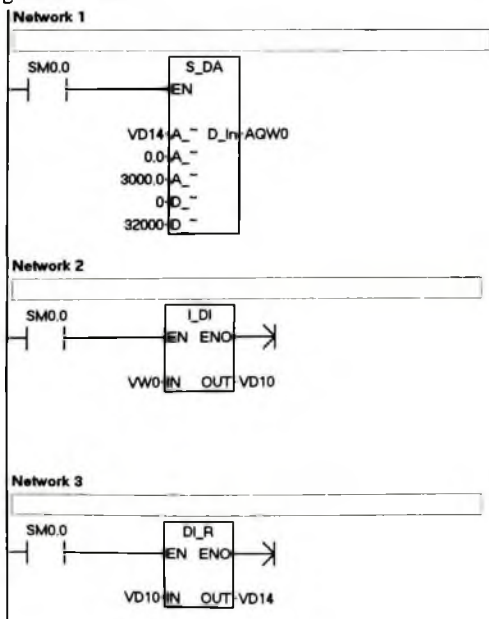 Network 1
SM0.0
S_DA
EN
VD14 A_~ D_In AQW0
0.0 A_~
3000.0 A_~
0 D_~
32000 D_~
Network 2
SM0.0
I_DI
EN ENO
VW0 IN OUT VD10
Network 3
SM0.0
DI_R
EN ENO
VD10 IN OUT VD14